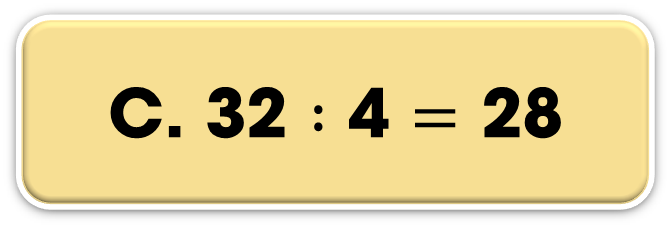 C. 32 : 4 = 28